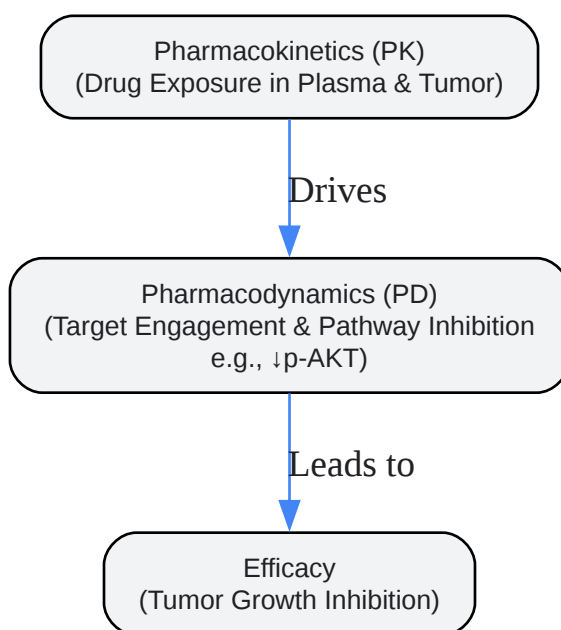 Pharmacokinetics (PK)
(Drug Exposure in Plasma & Tumor)
Drives
Pharmacodynamics (PD)
(Target Engagement & Pathway Inhibition
e.g., ↓p-AKT)
Leads to
Efficacy
(Tumor Growth Inhibition)